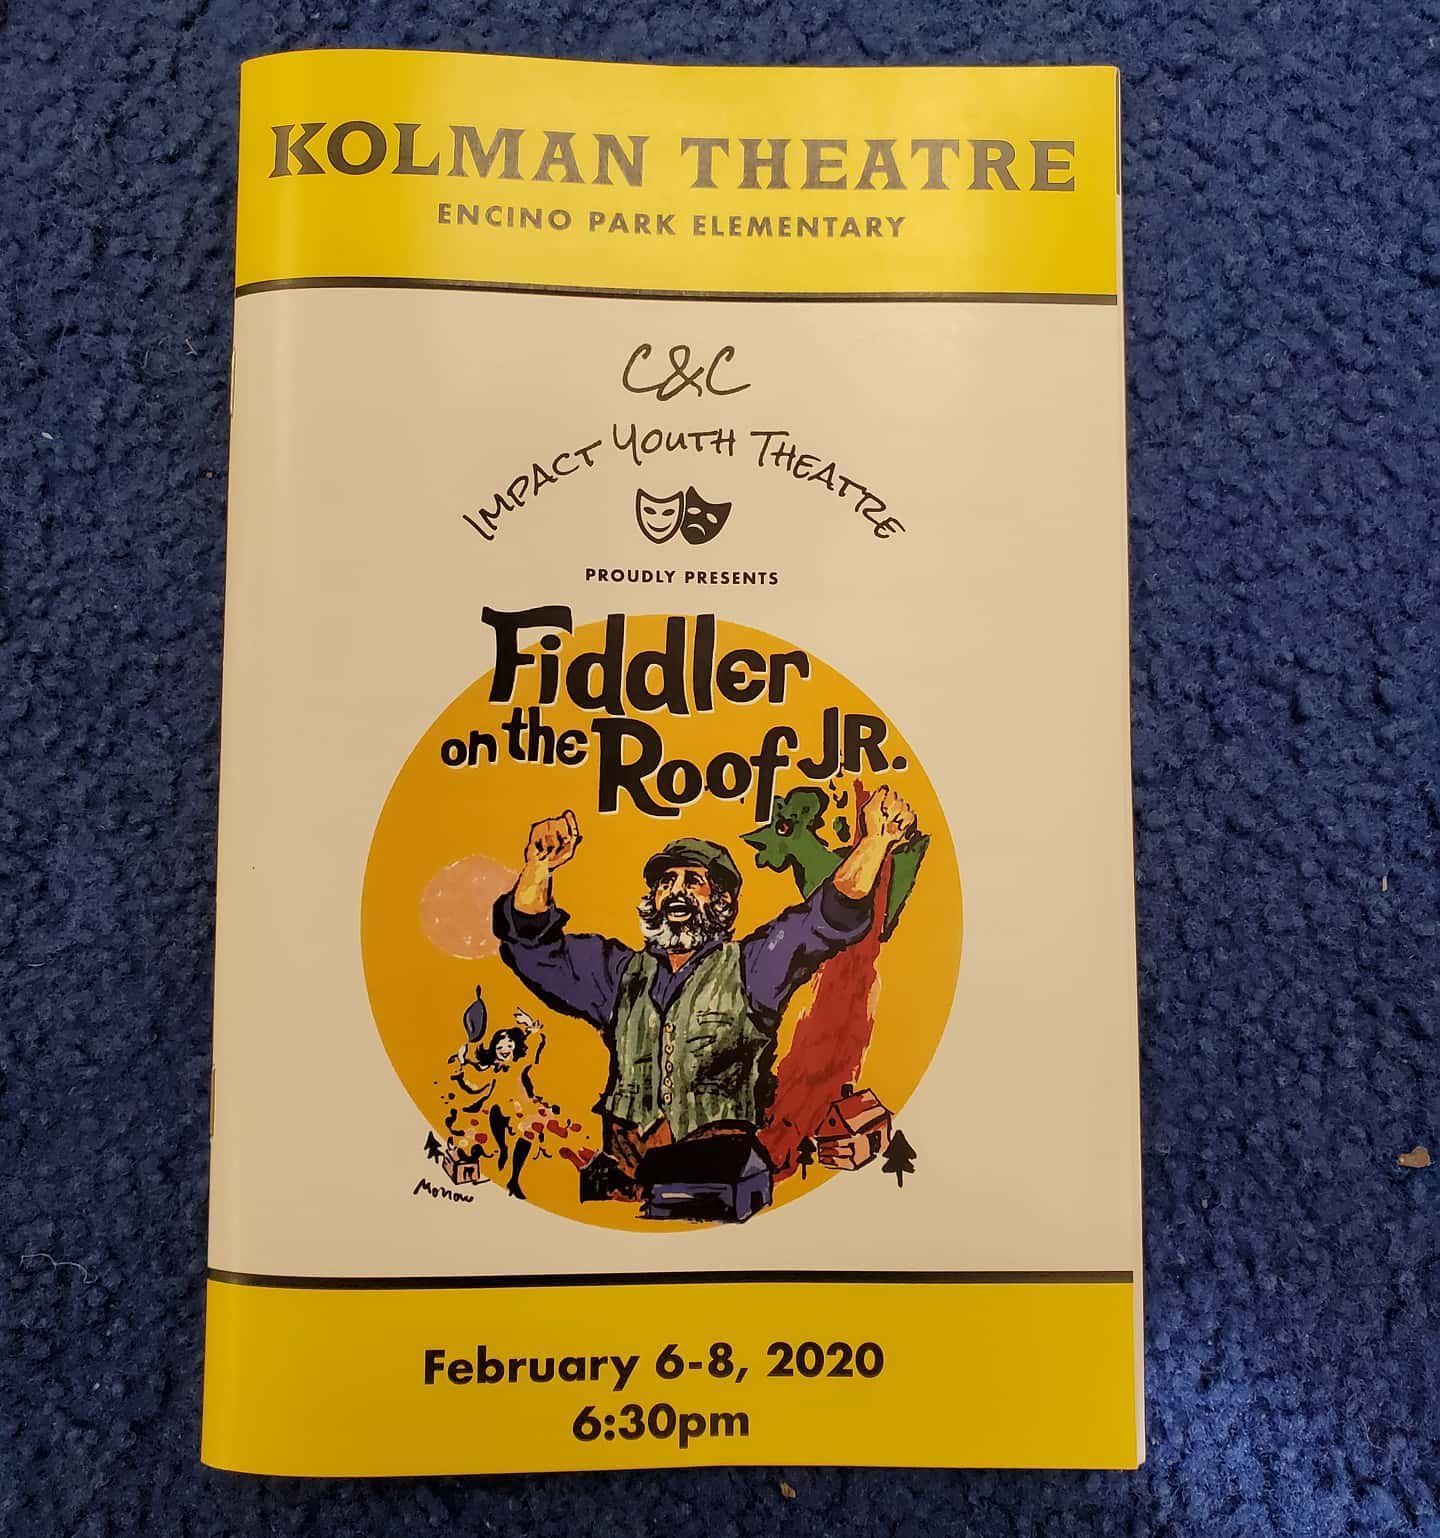 KOLMAN THEATRE
ENCINO PARK ELEMENTARY
C&C
IMPACT YOUTH THEATRE
PROUDLY PRESENTS
Fiddler
on the Roof JR.
Morrow
February 6-8, 2020
6:30pm